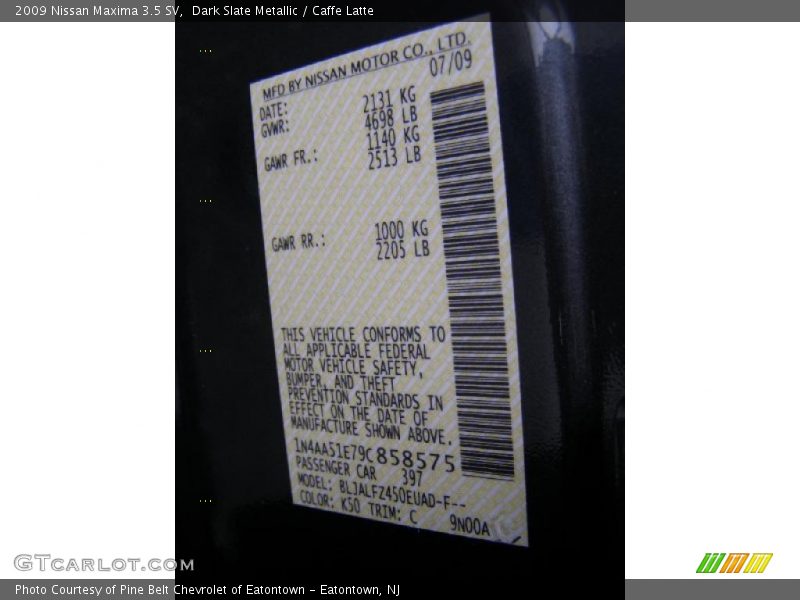 2009 Nissan Maxima 3.5 SV,  Dark Slate Metallic / Caffe Latte
MFD BY NISSAN MOTOR CO., LTD.
DATE: 07/09
GVWR: 2131 KG
4698 LB
GAWR FR.: 1140 KG
2513 LB
GAWR RR.: 1000 KG
2205 LB
THIS VEHICLE CONFORMS TO
ALL APPLICABLE FEDERAL
MOTOR VEHICLE SAFETY,
BUMPER, AND THEFT
PREVENTION STANDARDS IN
EFFECT ON THE DATE OF
MANUFACTURE SHOWN ABOVE.
1N4AA51E79C858575
PASSENGER CAR 397
MODEL: BLJALFZ450EUAD-F--
COLOR: K50 TRIM: C 9N00A
GTCARLOT.COM
Photo Courtesy of Pine Belt Chevrolet of Eatontown - Eatontown, NJ